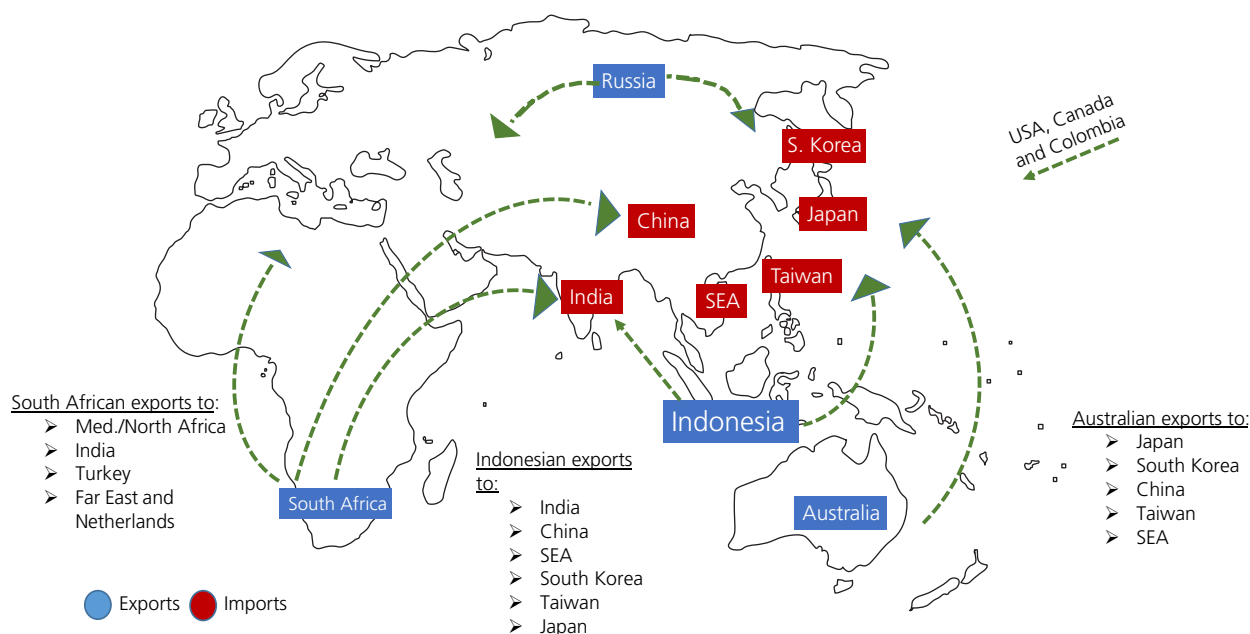 Russia
USA, Canada
and Colombia
S. Korea
China
Japan
Taiwan
India
SEA
South African exports to:
➢ Med./North Africa
➢ India
➢ Turkey
➢ Far East and
Netherlands
Indonesia
Australian exports to:
➢ Japan
➢ South Korea
➢ China
➢ Taiwan
➢ SEA
Indonesian exports
to:
➢ India
➢ China
➢ SEA
➢ South Korea
➢ Taiwan
➢ Japan
South Africa
Australia
Exports
Imports